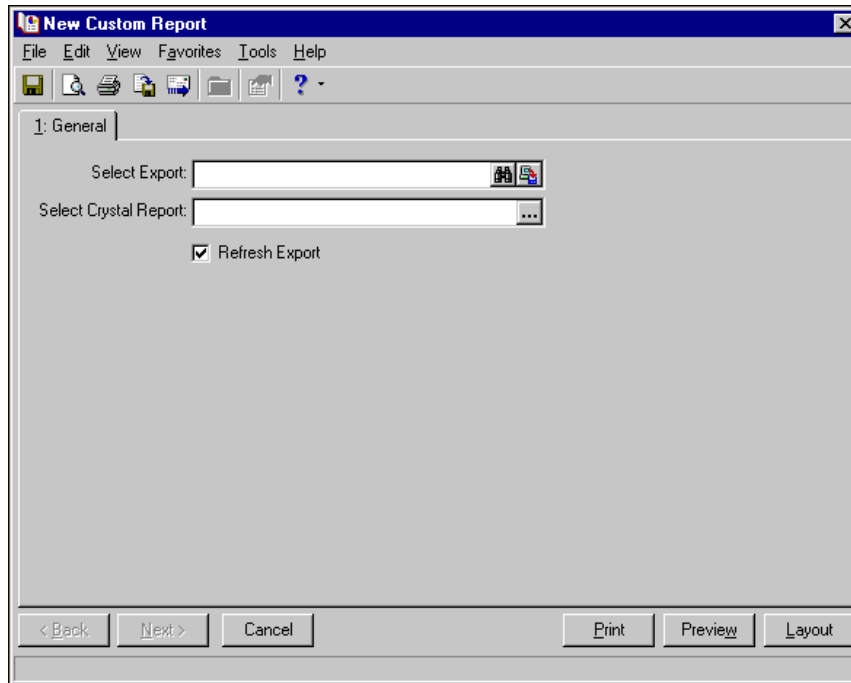 New Custom Report
File Edit View Favorites Tools Help
?
1: General
Select Export:
Select Crystal Report:
...
Refresh Export
< Back Next > Cancel Print Preview Layout